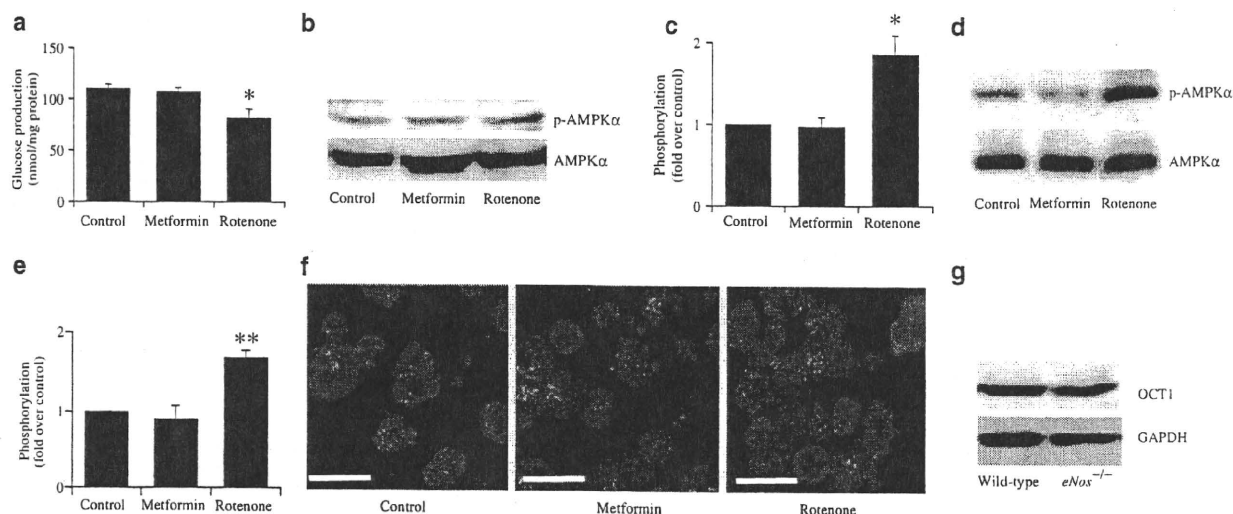 a
150
100
50
0
Glucose production
(nmol/mg protein)
*
Control Metformin Rotenone
b
p-AMPKα
AMPKα
Control Metformin Rotenone
c
2
1
0
Phosphorylation
(fold over control)
*
Control Metformin Rotenone
d
p-AMPKα
AMPKα
Control Metformin Rotenone
e
2
1
0
Phosphorylation
(fold over control)
**
Control Metformin Rotenone
f
Control Metformin Rotenone
g
OCT1
GAPDH
Wild-type eNos−/−